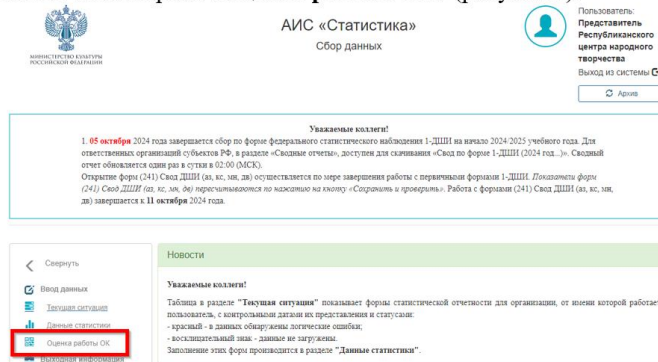 АИС «Статистика»
Сбор данных
МИНИСТЕРСТВО КУЛЬТУРЫ
РОССИЙСКОЙ ФЕДЕРАЦИИ
Пользователь:
Представитель
Республиканского
центра народного
творчества
Выход из системы
Архив
Уважаемые коллеги!
1. 05 октября 2024 года завершается сбор по форме федерального статистического наблюдения 1-ДШИ на начало 2024/2025 учебного года. Для
ответственных организаций субъектов РФ, в разделе «Сводные отчеты», доступен для скачивания «Свод по форме 1-ДШИ (2024 год...)». Сводный
отчет обновляется один раз в сутки в 02:00 (МСК).
Открытие форм (241) Свод ДШИ (аз, кс, мн, дв) осуществляется по мере завершения работы с первичными формами 1-ДШИ. Показатели форм
(241) Свод ДШИ (аз, кс, мн, дв) пересчитываются по нажатию на кнопку «Сохранить и проверить». Работа с формами (241) Свод ДШИ (аз, кс, мн,
дв) завершается к 11 октября 2024 года.
Свернуть
Ввод данных
Текущая ситуация
Данные статистики
Оценка работы ОК
Выходная информация
Новости
Уважаемые коллеги!
Таблица в разделе "Текущая ситуация" показывает формы статистической отчетности для организации, от имени которой работает
пользователь, с контрольными датами их представления и статусами:
- красный - в данных обнаружены логические ошибки;
- восклицательный знак - данные не загружены.
Заполнение этих форм производится в разделе "Данные статистики".